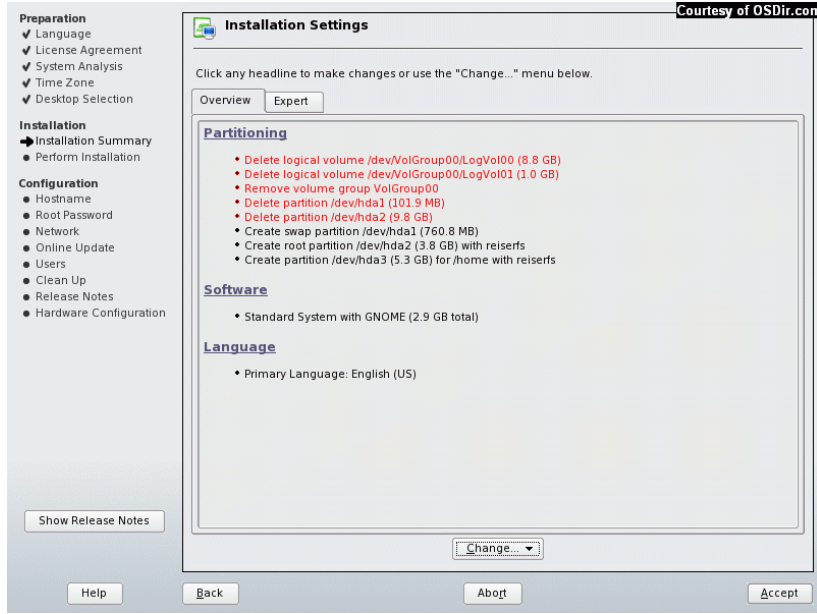 Courtesy of OSDir.com
Preparation
Language
License Agreement
System Analysis
Time Zone
Desktop Selection
Installation
Installation Summary
Perform Installation
Configuration
Hostname
Root Password
Network
Online Update
Users
Clean Up
Release Notes
Hardware Configuration
Show Release Notes
Installation Settings
Click any headline to make changes or use the "Change..." menu below.
Overview Expert
Partitioning
• Delete logical volume /dev/VolGroup00/LogVol00 (8.8 GB)
• Delete logical volume /dev/VolGroup00/LogVol01 (1.0 GB)
• Remove volume group VolGroup00
• Delete partition /dev/hda1 (101.9 MB)
• Delete partition /dev/hda2 (9.8 GB)
• Create swap partition /dev/hda1 (760.8 MB)
• Create root partition /dev/hda2 (3.8 GB) with reiserfs
• Create partition /dev/hda3 (5.3 GB) for /home with reiserfs
Software
• Standard System with GNOME (2.9 GB total)
Language
• Primary Language: English (US)
Change...
Help Back Abort Accept